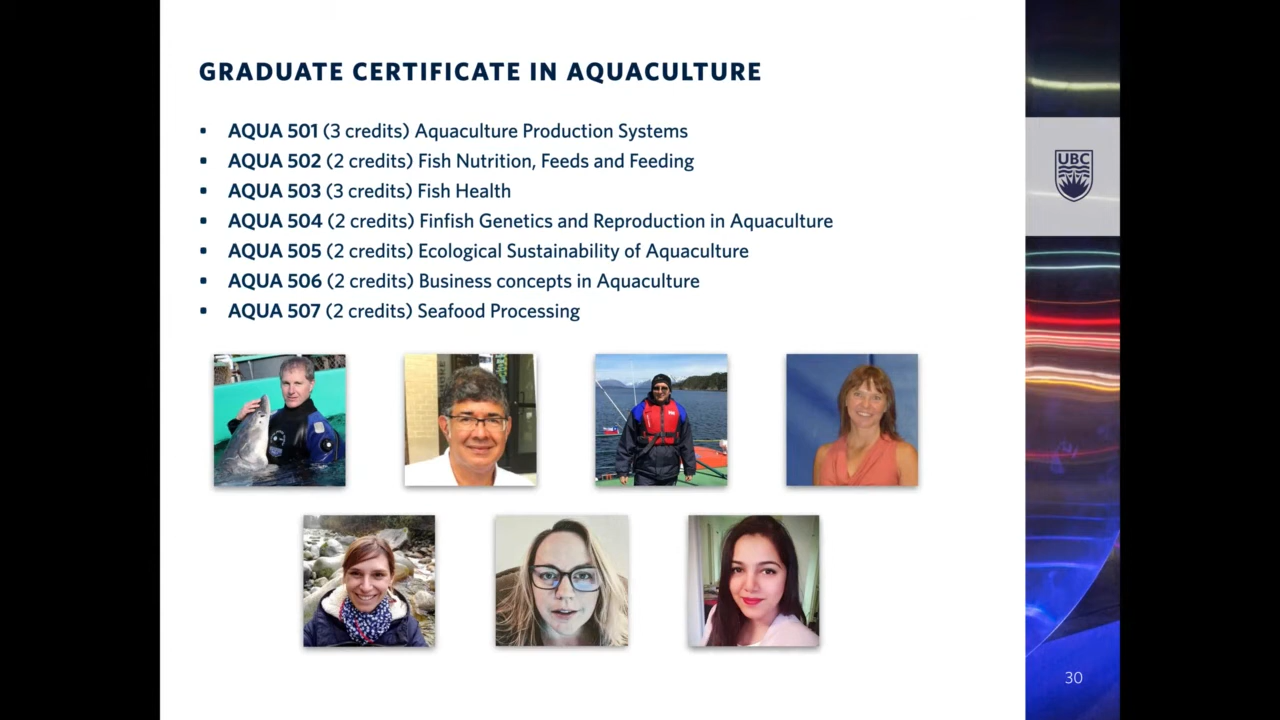 GRADUATE CERTIFICATE IN AQUACULTURE
▪ AQUA 501 (3 credits) Aquaculture Production Systems
▪ AQUA 502 (2 credits) Fish Nutrition, Feeds and Feeding
▪ AQUA 503 (3 credits) Fish Health
▪ AQUA 504 (2 credits) Finfish Genetics and Reproduction in Aquaculture
▪ AQUA 505 (2 credits) Ecological Sustainability of Aquaculture
▪ AQUA 506 (2 credits) Business concepts in Aquaculture
▪ AQUA 507 (2 credits) Seafood Processing
UBC
30